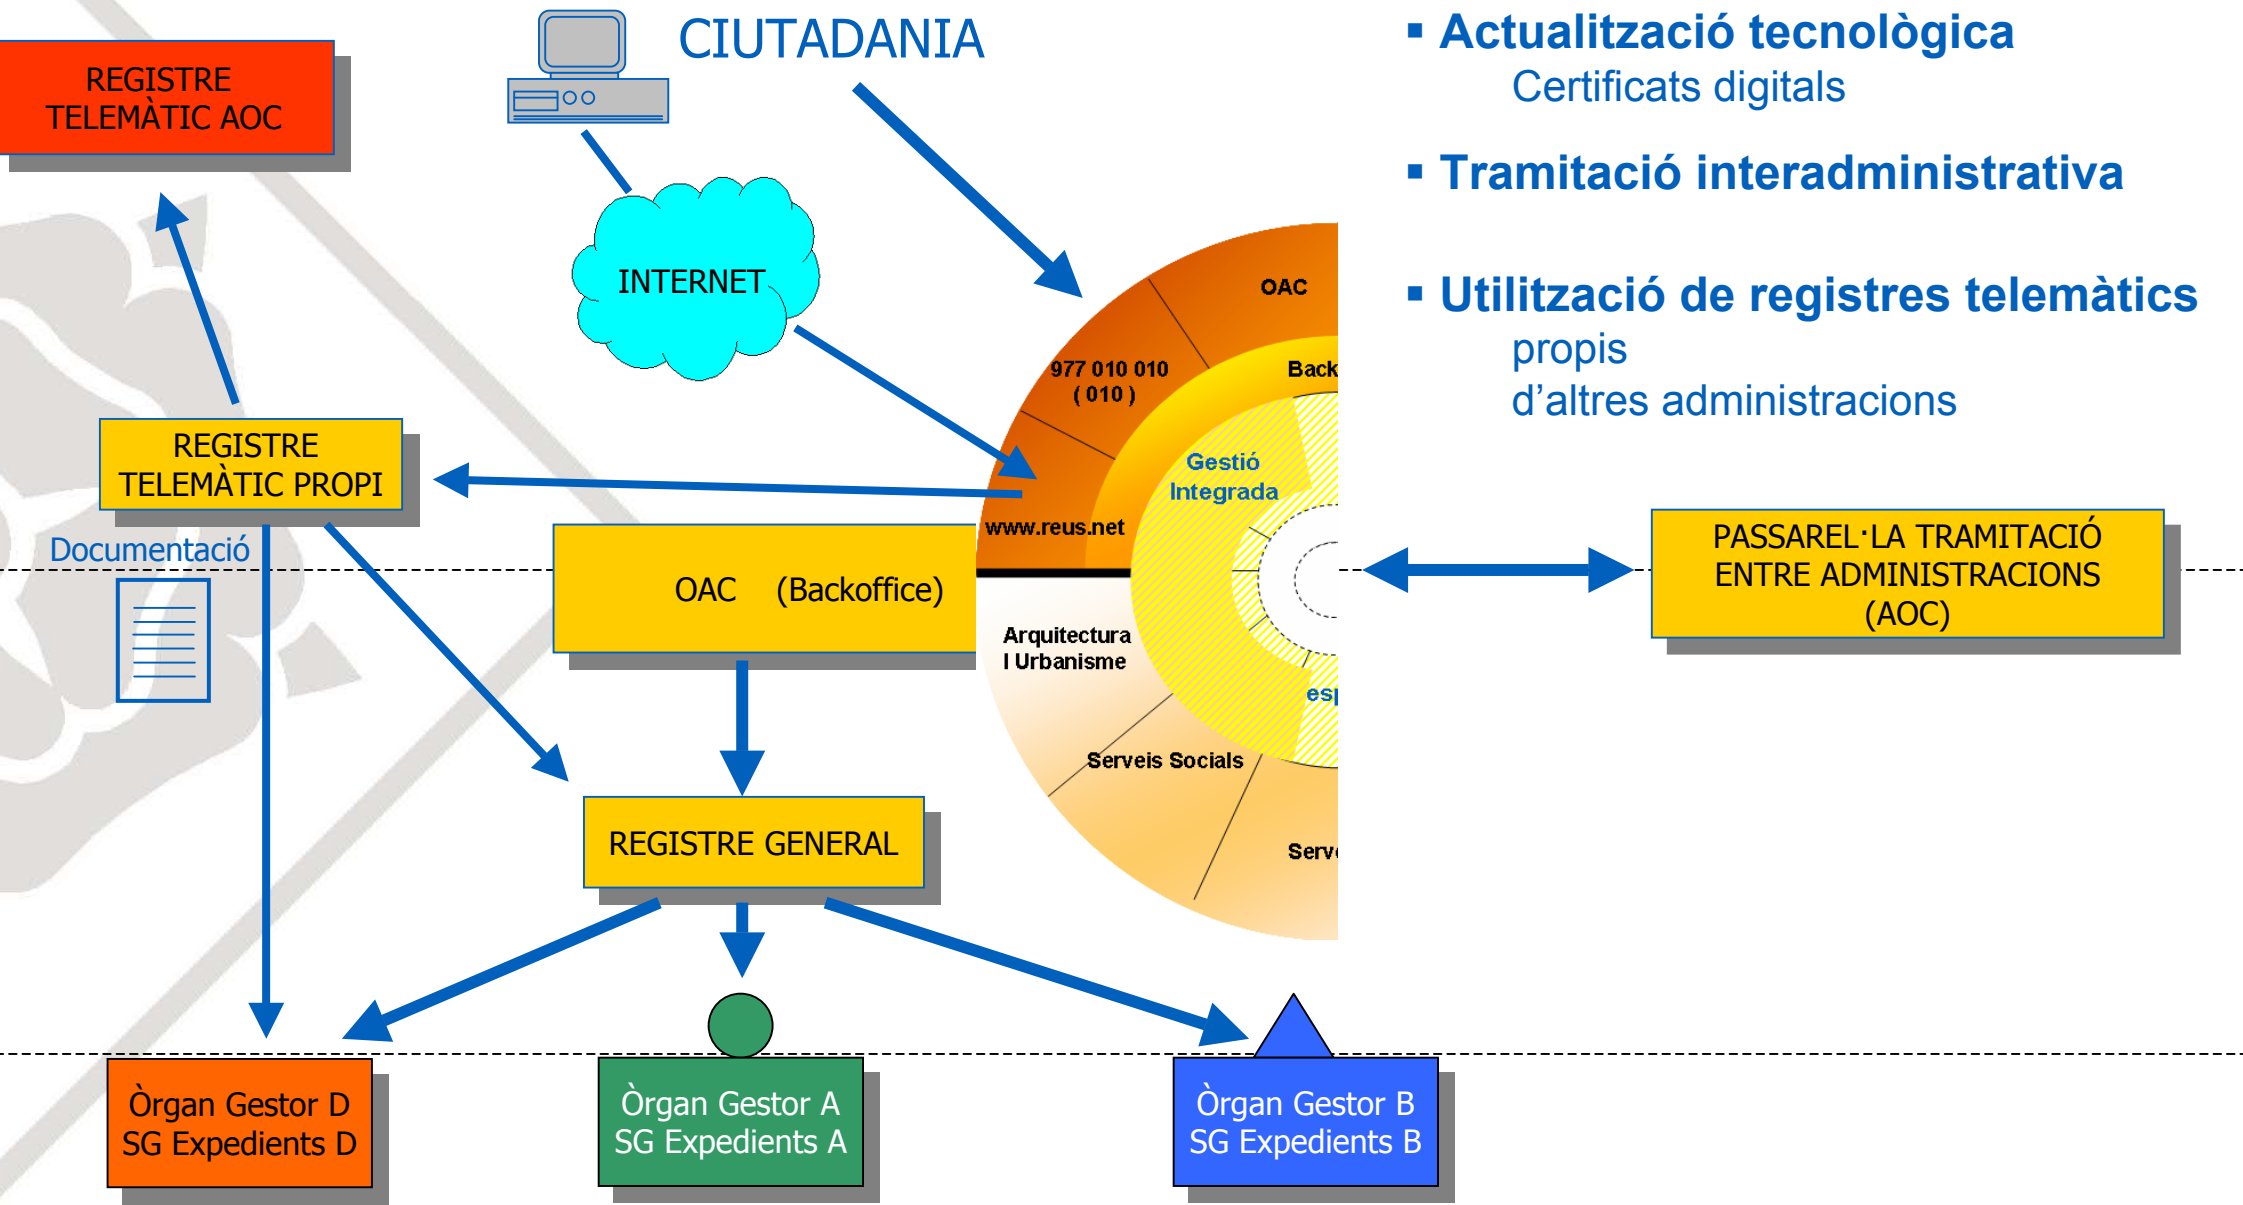 CIUTADANIA
▪ Actualització tecnològica
Certificats digitals
▪ Tramitació interadministrativa
▪ Utilització de registres telemàtics
propis
d’altres administracions
REGISTRE
TELEMÀTIC AOC
INTERNET
OAC
977 010 010
( 010 )
Back
Gestió
Integrada
www.reus.net
REGISTRE
TELEMÀTIC PROPI
Documentació
OAC (Backoffice)
PASSAREL·LA TRAMITACIÓ
ENTRE ADMINISTRACIONS
(AOC)
Arquitectura
I Urbanisme
esp
Serveis Socials
Serve
REGISTRE GENERAL
Òrgan Gestor D
SG Expedients D
Òrgan Gestor A
SG Expedients A
Òrgan Gestor B
SG Expedients B